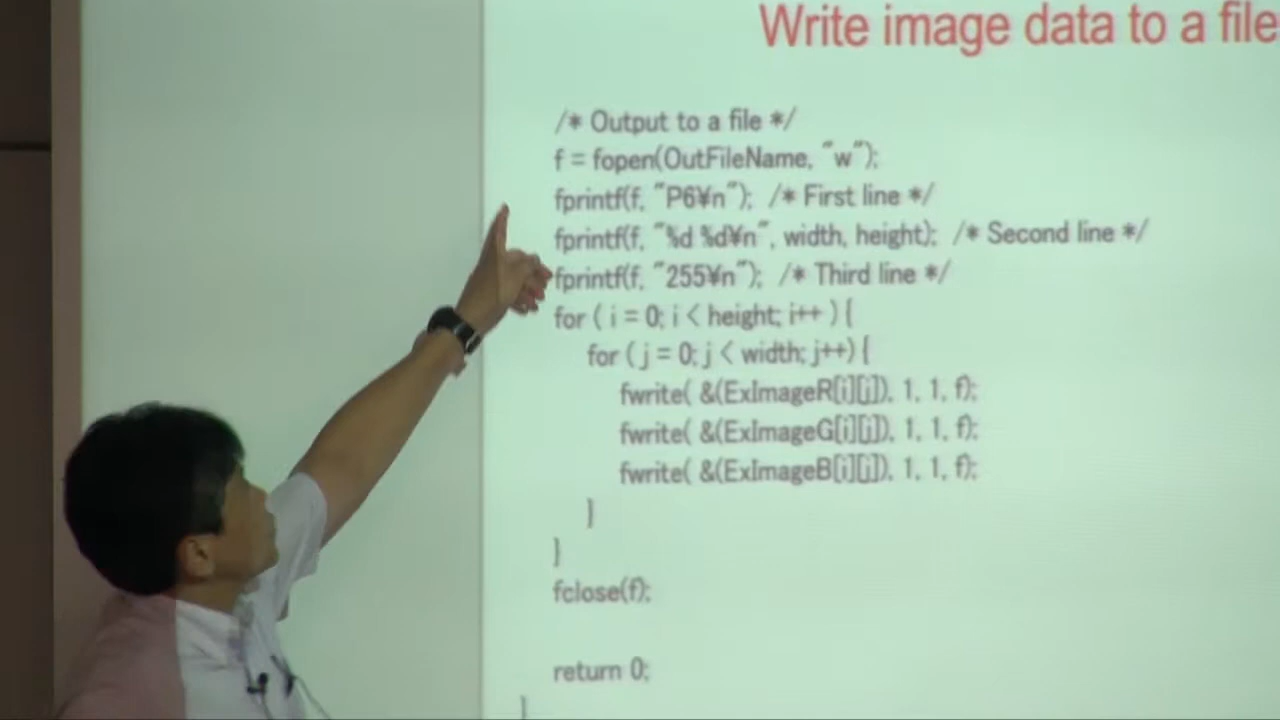 Write image data to a file
/* Output to a file */
f = fopen(OutFileName, "w");
fprintf(f, "P6¥n"); /* First line */
fprintf(f, "%d %d¥n", width, height); /* Second line */
fprintf(f, "255¥n"); /* Third line */
for ( i = 0; i < height; i++ ) {
for ( j = 0; j < width; j++) {
fwrite( &(ExImageR[i][j]), 1, 1, f);
fwrite( &(ExImageG[i][j]), 1, 1, f);
fwrite( &(ExImageB[i][j]), 1, 1, f);
}
}
fclose(f);
return 0;
}